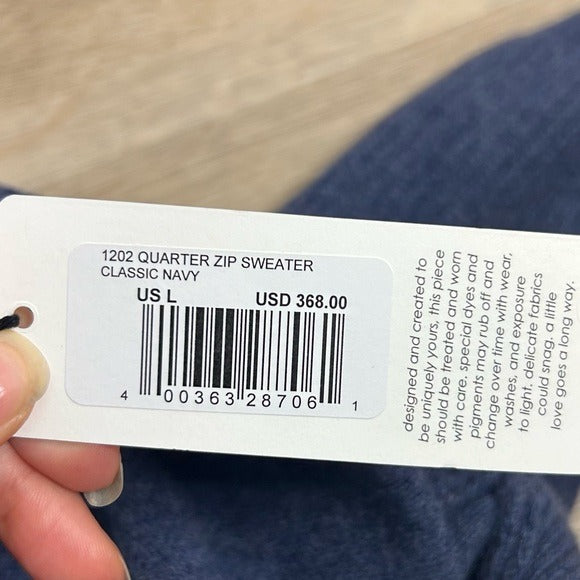 1202 QUARTER ZIP SWEATER
CLASSIC NAVY
US L USD 368.00
4 00363 28706 1
designed and created to
be uniquely yours, this piece
should be treated and worn
with care. special dyes and
pigments may rub off and
change over time with wear,
washes, and exposure
to light. delicate fabrics
could snag. a little
love goes a long way.